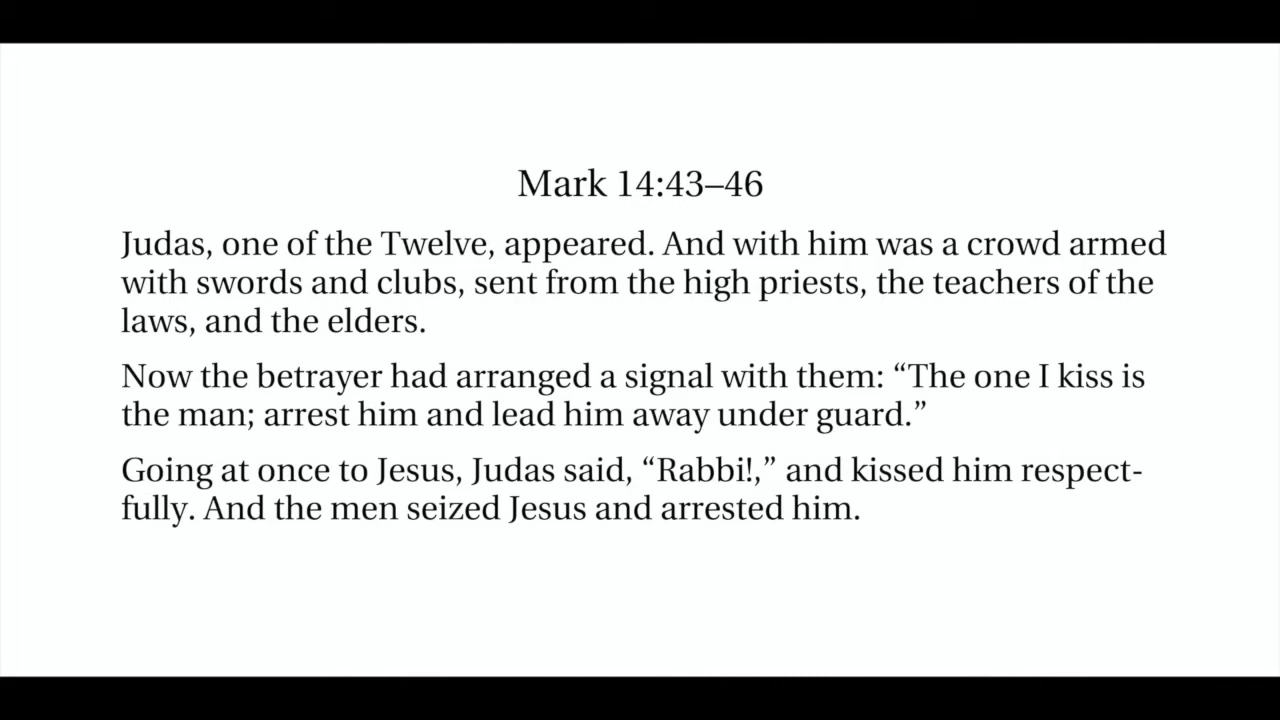 Mark 14:43–46
Judas, one of the Twelve, appeared. And with him was a crowd armed
with swords and clubs, sent from the high priests, the teachers of the
laws, and the elders.
Now the betrayer had arranged a signal with them: “The one I kiss is
the man; arrest him and lead him away under guard.”
Going at once to Jesus, Judas said, “Rabbi!,” and kissed him respect-
fully. And the men seized Jesus and arrested him.